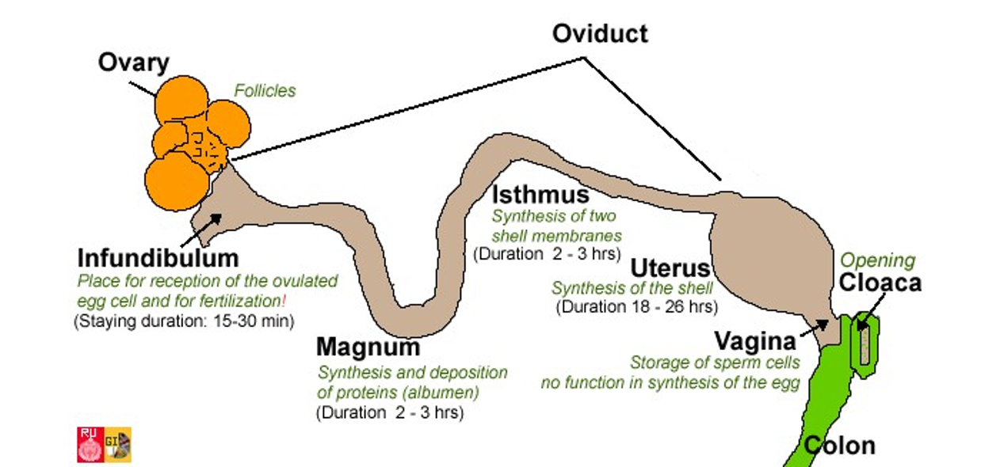 Oviduct
Ovary
Follicles
Infundibulum
Place for reception of the ovulated
egg cell and for fertilization!
(Staying duration: 15-30 min)
Magnum
Synthesis and deposition
of proteins (albumen)
(Duration 2 - 3 hrs)
Isthmus
Synthesis of two
shell membranes
(Duration 2 - 3 hrs)
Uterus
Synthesis of the shell
(Duration 18 - 26 hrs)
Opening
Cloaca
Vagina
Storage of sperm cells
no function in synthesis of the egg
Colon
RU
GI